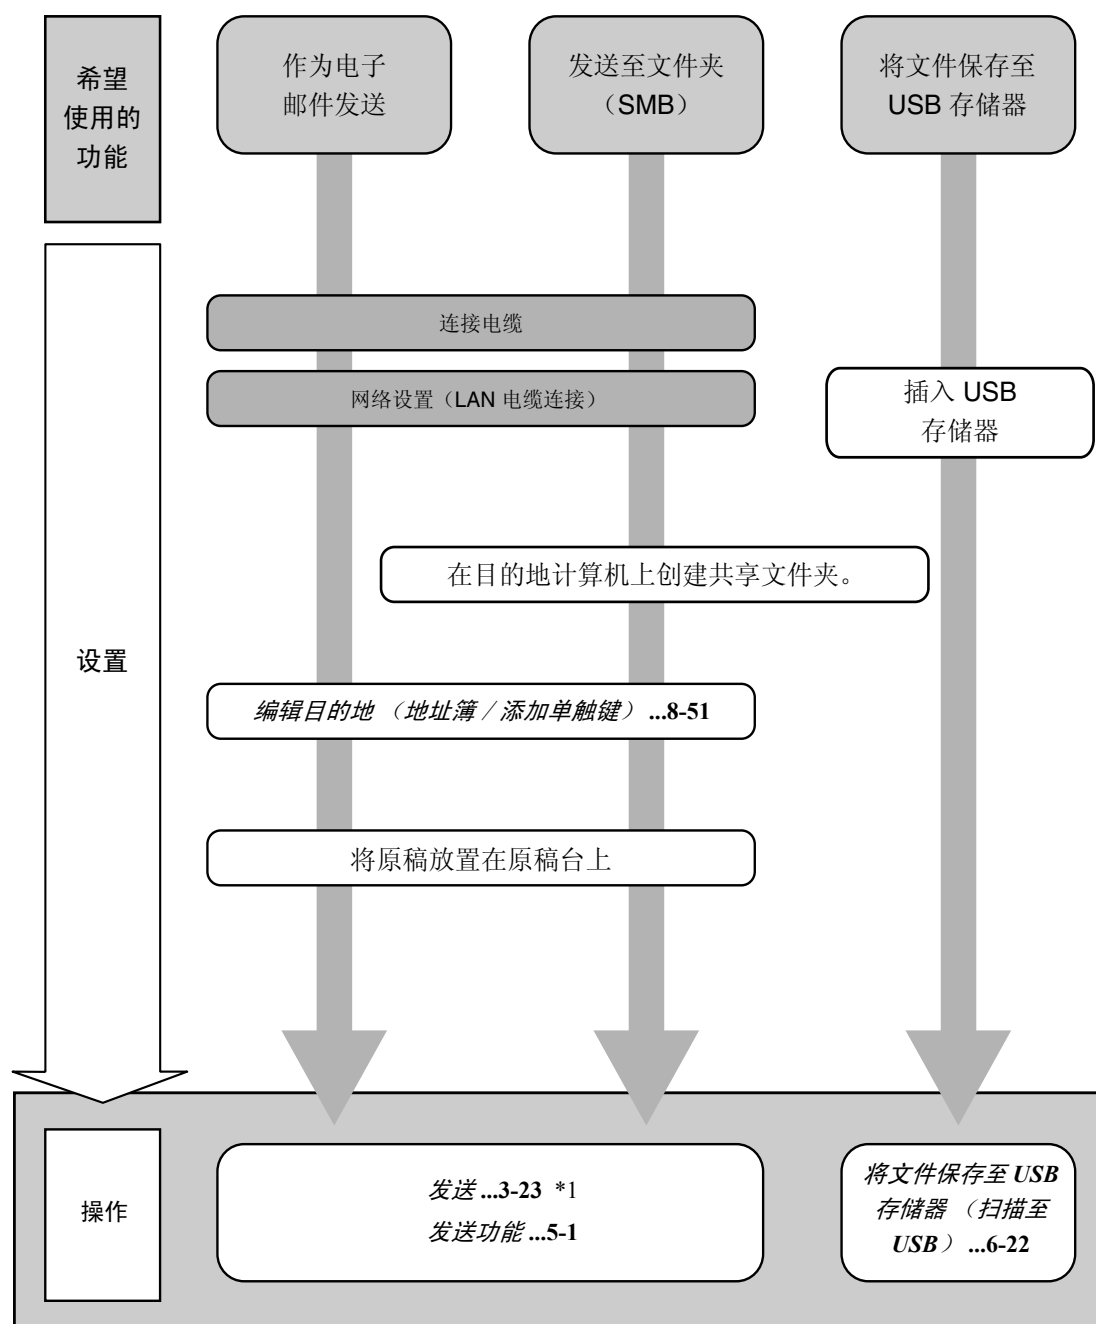 希望
使用的
功能
作为电子
邮件发送
发送至文件夹
（SMB）
将文件保存至
USB 存储器
连接电缆
网络设置（LAN 电缆连接）
插入 USB
存储器
在目的地计算机上创建共享文件夹。
设置
编辑目的地 （地址簿 / 添加单触键） ...8-51
将原稿放置在原稿台上
操作
发送 ...3-23 *1
发送功能 ...5-1
将文件保存至 USB
存储器 （扫描至
USB） ...6-22